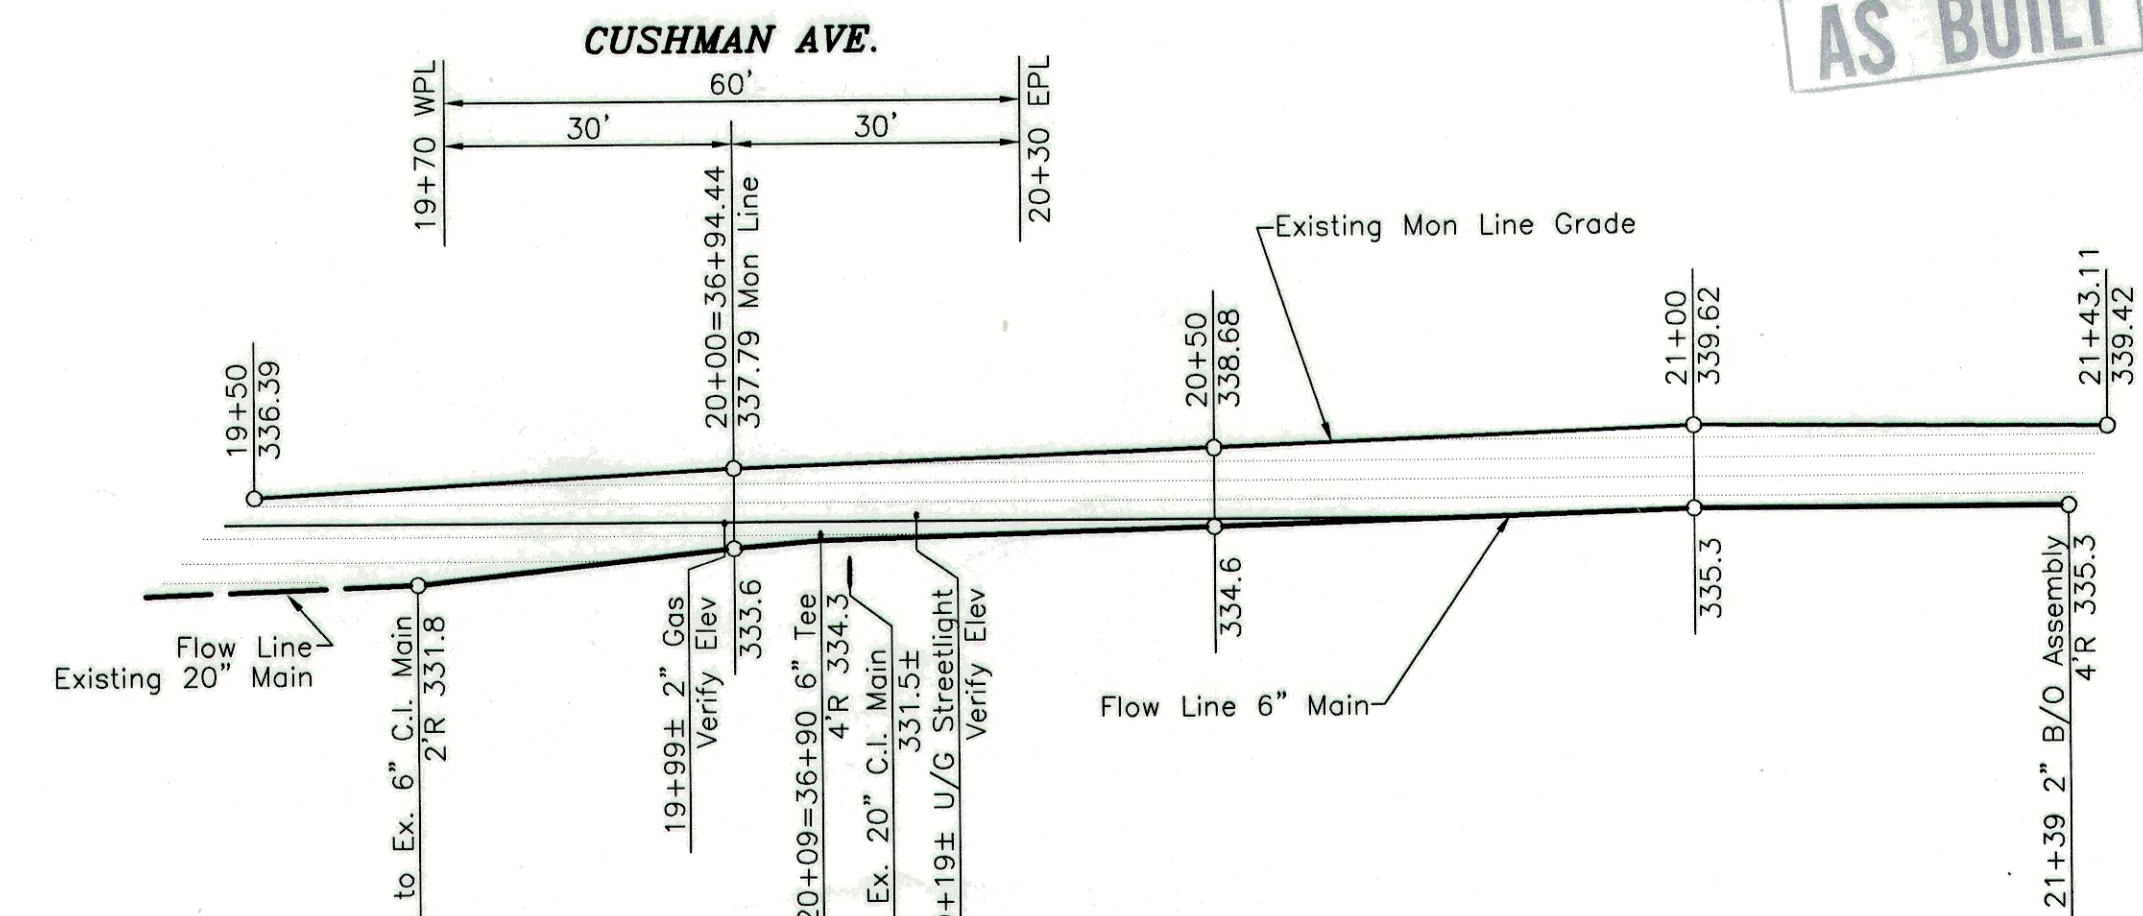 CUSHMAN AVE.
AS BUILT
60'
30'
30'
19+70 WPL
20+30 EPL
20+00=36+94.44
337.79 Mon Line
Existing Mon Line Grade
19+50
336.39
20+50
338.68
21+00
339.62
21+43.11
339.42
Flow Line
Existing 20" Main
to Ex. 6" C.I. Main
2'R 331.8
19+99± 2" Gas
Verify Elev
333.6
20+09=36+90 6" Tee
4'R 334.3
Ex. 20" C.I. Main
331.5±
+19± U/G Streetlight
Verify Elev
334.6
Flow Line 6" Main
335.3
21+39 2" B/O Assembly
4'R 335.3